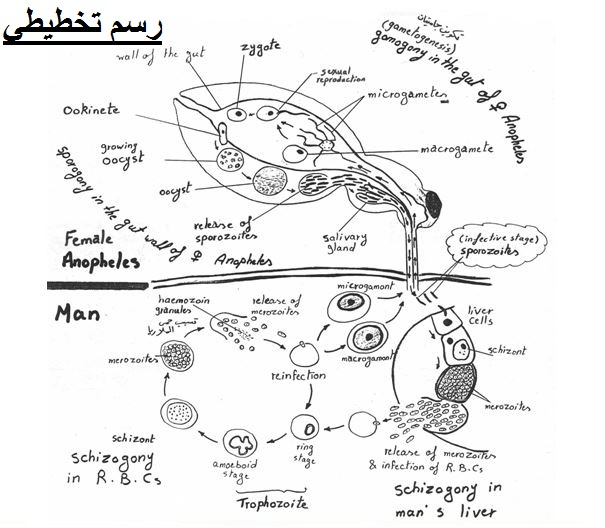 رسم تخطيطي
تكوين جاميتات
(gametogenesis)
gamogony in the gut of ♀ Anopheles
wall of the gut
zygote
sexual
reproduction
microgametes
Ookinete
macrogamete
growing
oocyst
oocyst
sporogony in the gut wall of ♀ Anopheles
release of
sporozoites
salivary
gland
(infective stage)
sporozoites
Female
Anopheles
Man
haemozoin
granules
release of
merozoites
microgamont
macrogamont
liver
cells
schizont
merozoites
merozoites
reinfection
schizont
amoeboid
stage
ring
stage
Trophozoite
release of merozoites
& infection of R.B.Cs
schizogony
in R.B.Cs
schizogony in
man's liver